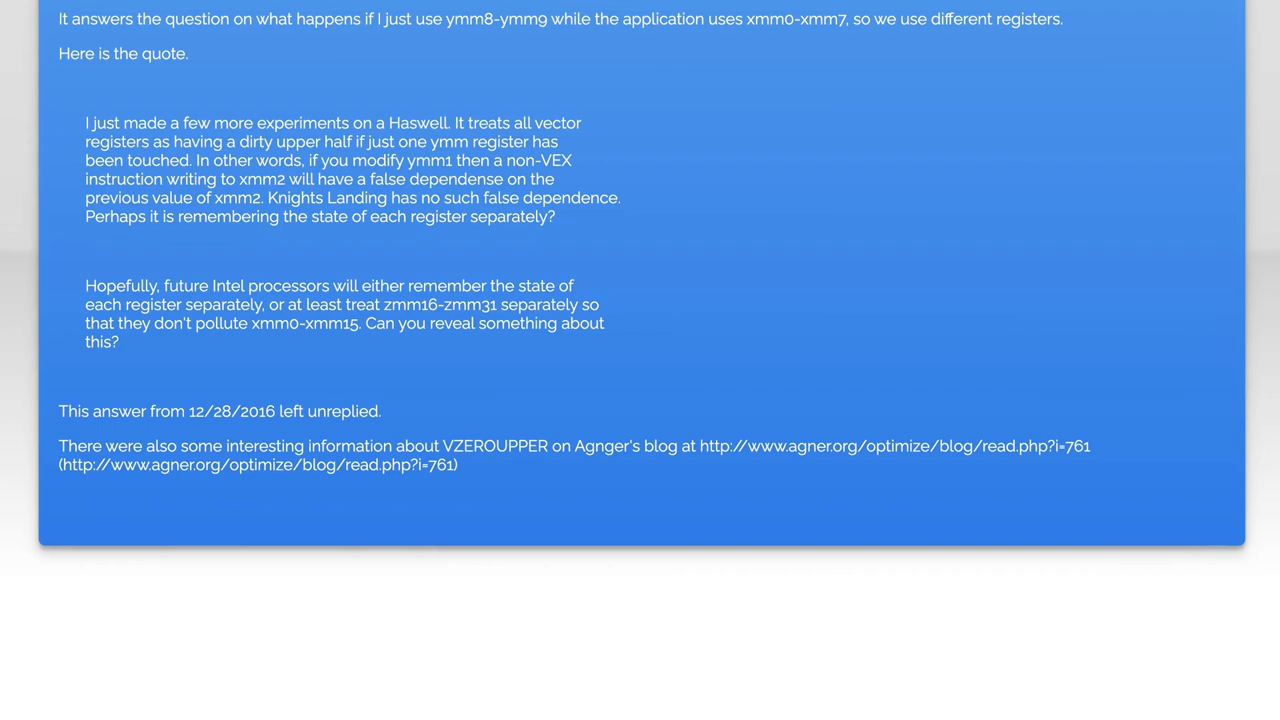 It answers the question on what happens if I just use ymm8-ymm9 while the application uses xmm0-xmm7, so we use different registers.
Here is the quote.
I just made a few more experiments on a Haswell. It treats all vector
registers as having a dirty upper half if just one ymm register has
been touched. In other words, if you modify ymm1 then a non-VEX
instruction writing to xmm2 will have a false dependense on the
previous value of xmm2. Knights Landing has no such false dependence.
Perhaps it is remembering the state of each register separately?
Hopefully, future Intel processors will either remember the state of
each register separately, or at least treat zmm16-zmm31 separately so
that they don't pollute xmm0-xmm15. Can you reveal something about
this?
This answer from 12/28/2016 left unreplied.
There were also some interesting information about VZEROUPPER on Agnger's blog at http://www.agner.org/optimize/blog/read.php?i=761
(http://www.agner.org/optimize/blog/read.php?i=761)